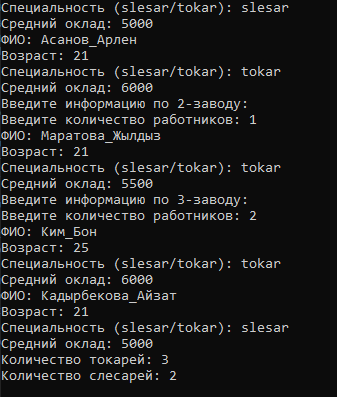 Специальность (slesar/tokar): slesar
Средний оклад: 5000
ФИО: Асанов_Арлен
Возраст: 21
Специальность (slesar/tokar): tokar
Средний оклад: 6000
Введите информацию по 2-заводу:
Введите количество работников: 1
ФИО: Маратова_Жылдыз
Возраст: 21
Специальность (slesar/tokar): tokar
Средний оклад: 5500
Введите информацию по 3-заводу:
Введите количество работников: 2
ФИО: Ким_Бон
Возраст: 25
Специальность (slesar/tokar): tokar
Средний оклад: 6000
ФИО: Кадырбекова_Айзат
Возраст: 21
Специальность (slesar/tokar): slesar
Средний оклад: 5000
Количество токарей: 3
Количество слесарей: 2